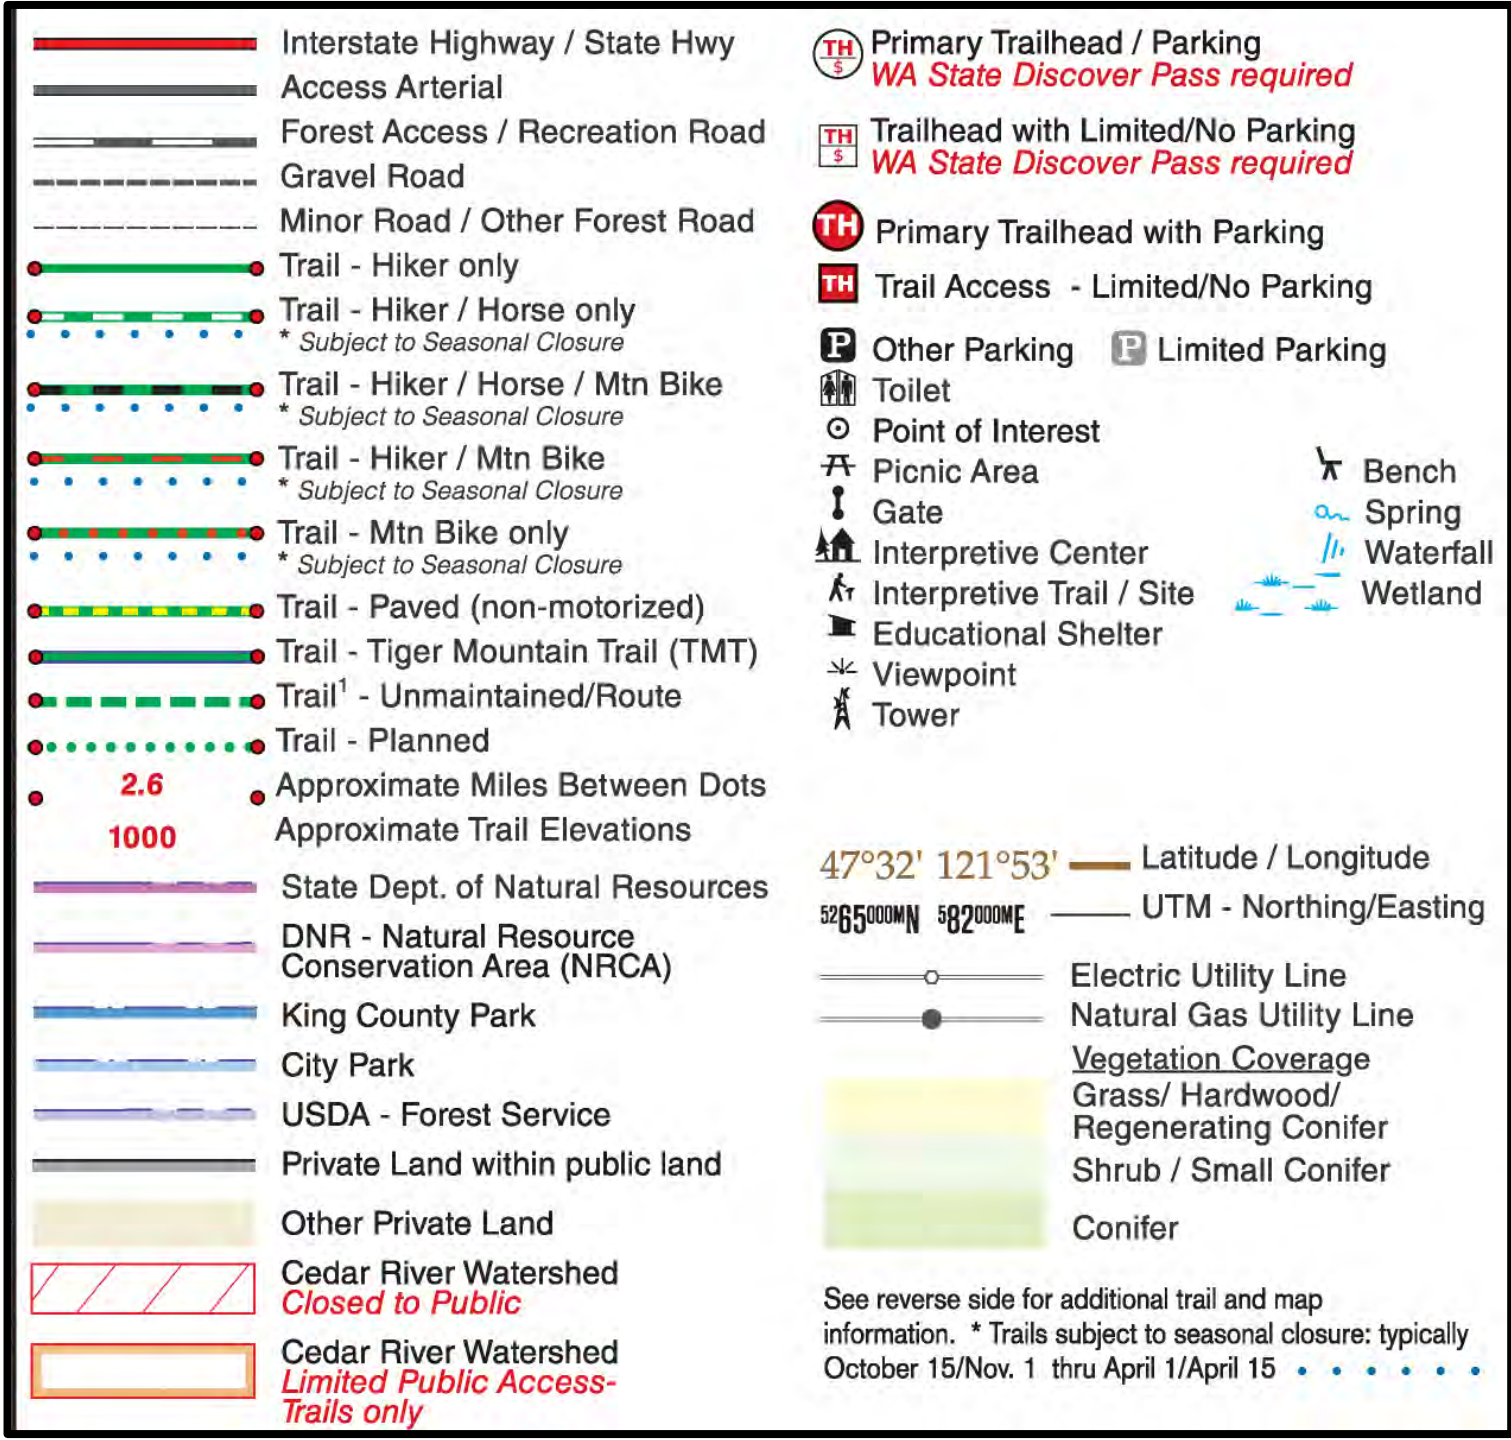 Interstate Highway / State Hwy
Access Arterial
Forest Access / Recreation Road
Gravel Road
Minor Road / Other Forest Road
Trail - Hiker only
Trail - Hiker / Horse only
* Subject to Seasonal Closure
Trail - Hiker / Horse / Mtn Bike
* Subject to Seasonal Closure
Trail - Hiker / Mtn Bike
* Subject to Seasonal Closure
Trail - Mtn Bike only
* Subject to Seasonal Closure
Trail - Paved (non-motorized)
Trail - Tiger Mountain Trail (TMT)
Trail¹ - Unmaintained/Route
Trail - Planned
2.6 Approximate Miles Between Dots
1000 Approximate Trail Elevations
State Dept. of Natural Resources
DNR - Natural Resource
Conservation Area (NRCA)
King County Park
City Park
USDA - Forest Service
Private Land within public land
Other Private Land
Cedar River Watershed
Closed to Public
Cedar River Watershed
Limited Public Access-
Trails only
TH $ Primary Trailhead / Parking
WA State Discover Pass required
TH $ Trailhead with Limited/No Parking
WA State Discover Pass required
TH Primary Trailhead with Parking
TH Trail Access - Limited/No Parking
P Other Parking P Limited Parking
Toilet
Point of Interest
Picnic Area
Gate
Interpretive Center
Interpretive Trail / Site
Educational Shelter
Viewpoint
Tower
Bench
Spring
Waterfall
Wetland
47°32' 121°53' Latitude / Longitude
5265000MN 582000ME UTM - Northing/Easting
Electric Utility Line
Natural Gas Utility Line
Vegetation Coverage
Grass/ Hardwood/
Regenerating Conifer
Shrub / Small Conifer
Conifer
See reverse side for additional trail and map
information. * Trails subject to seasonal closure: typically
October 15/Nov. 1 thru April 1/April 15